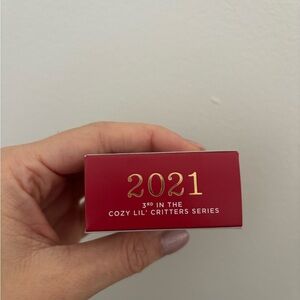 2021
3RD IN THE
COZY LIL' CRITTERS SERIES